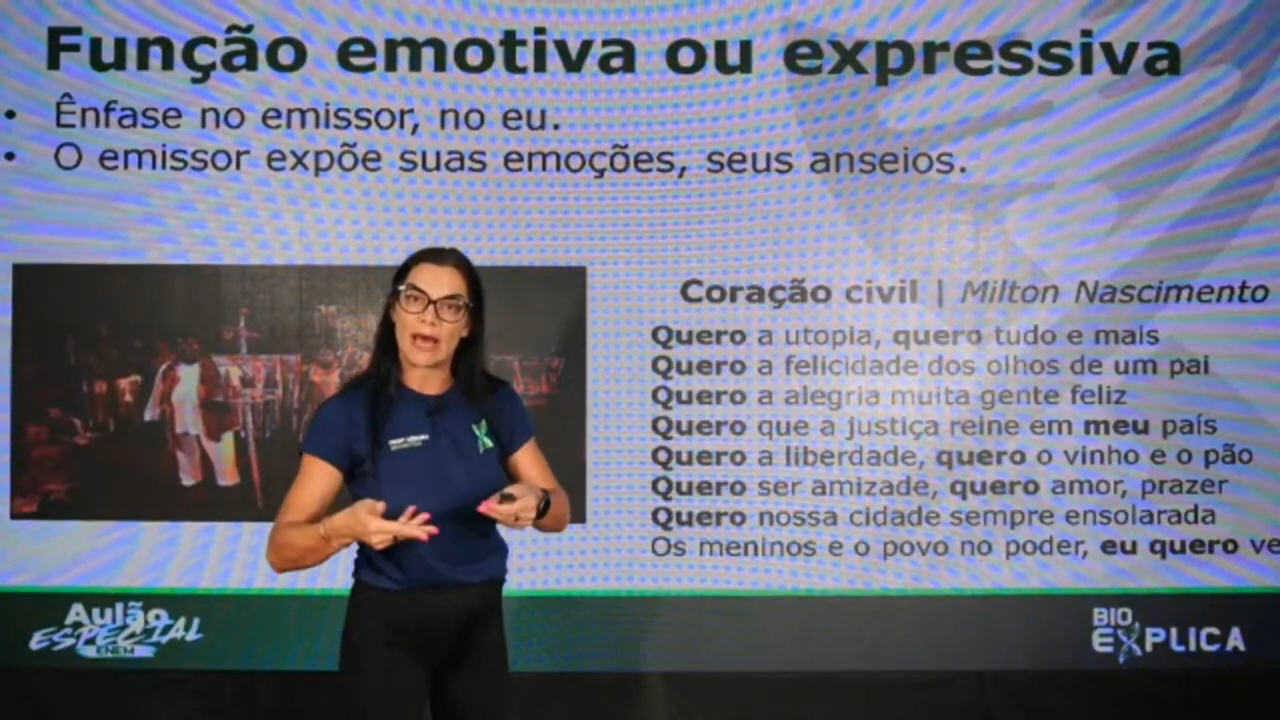 Função emotiva ou expressiva
• Ênfase no emissor, no eu.
• O emissor expõe suas emoções, seus anseios.
Coração civil | Milton Nascimento
Quero a utopia, quero tudo e mais
Quero a felicidade dos olhos de um pai
Quero a alegria muita gente feliz
Quero que a justiça reine em meu país
Quero a liberdade, quero o vinho e o pão
Quero ser amizade, quero amor, prazer
Quero nossa cidade sempre ensolarada
Os meninos e o povo no poder, eu quero ve
Aulão
ESPECIAL
ENEM
BIO
EXPLICA